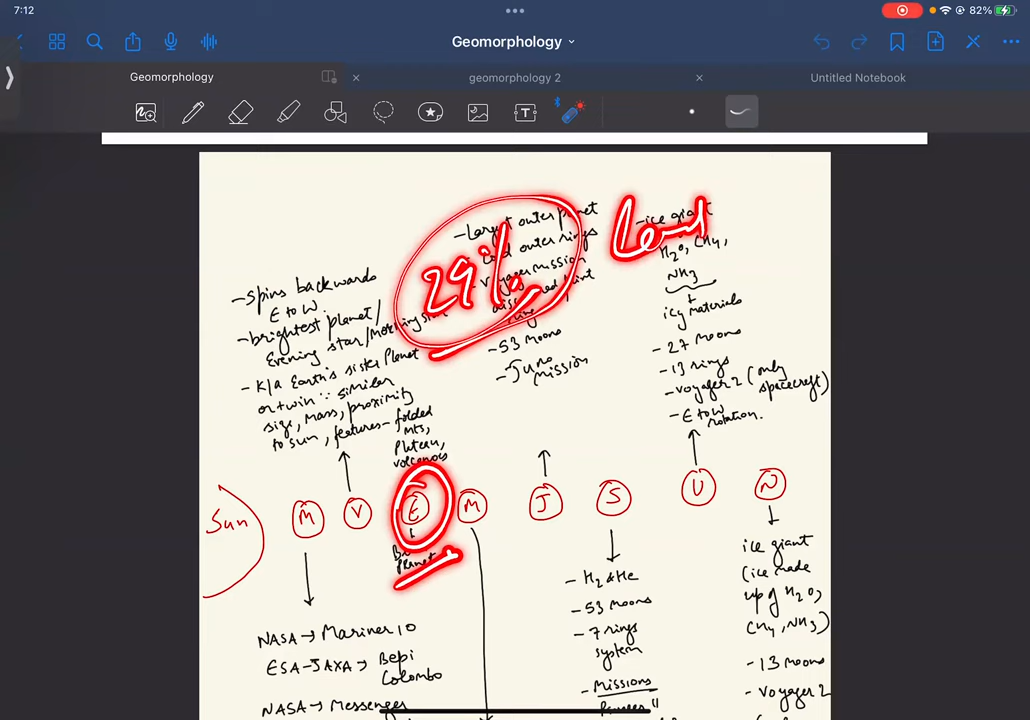 7:12
82%
Geomorphology
Geomorphology
geomorphology 2
Untitled Notebook
- Spins backwards
E to W
- brightest planet/
Evening star/Morning
- K/a Earth's sister Planet
or twin ∵ similar
size, mass, proximity
to sun, features - folded
mts,
volcanoes
29%
- Largest outer planet
outer rings
- Voyager mission
- 53 Moons
- Juno
mission
Land
- ice giant
H2O, CH4,
NH3
icy materials
- 27 moons
- 13 rings
- Voyager 2 (only
spacecraft)
- E to W
rotation.
Sun
M
V
E
M
J
S
U
N
planet
NASA → Mariner 10
ESA-JAXA → Bepi
Colombo
NASA → Messenger
- H2 & He
- 53 moons
- 7 rings
system
- Missions
ice giant
(ice made
up of H2O,
CH4, NH3)
- 13 moons
- Voyager 2